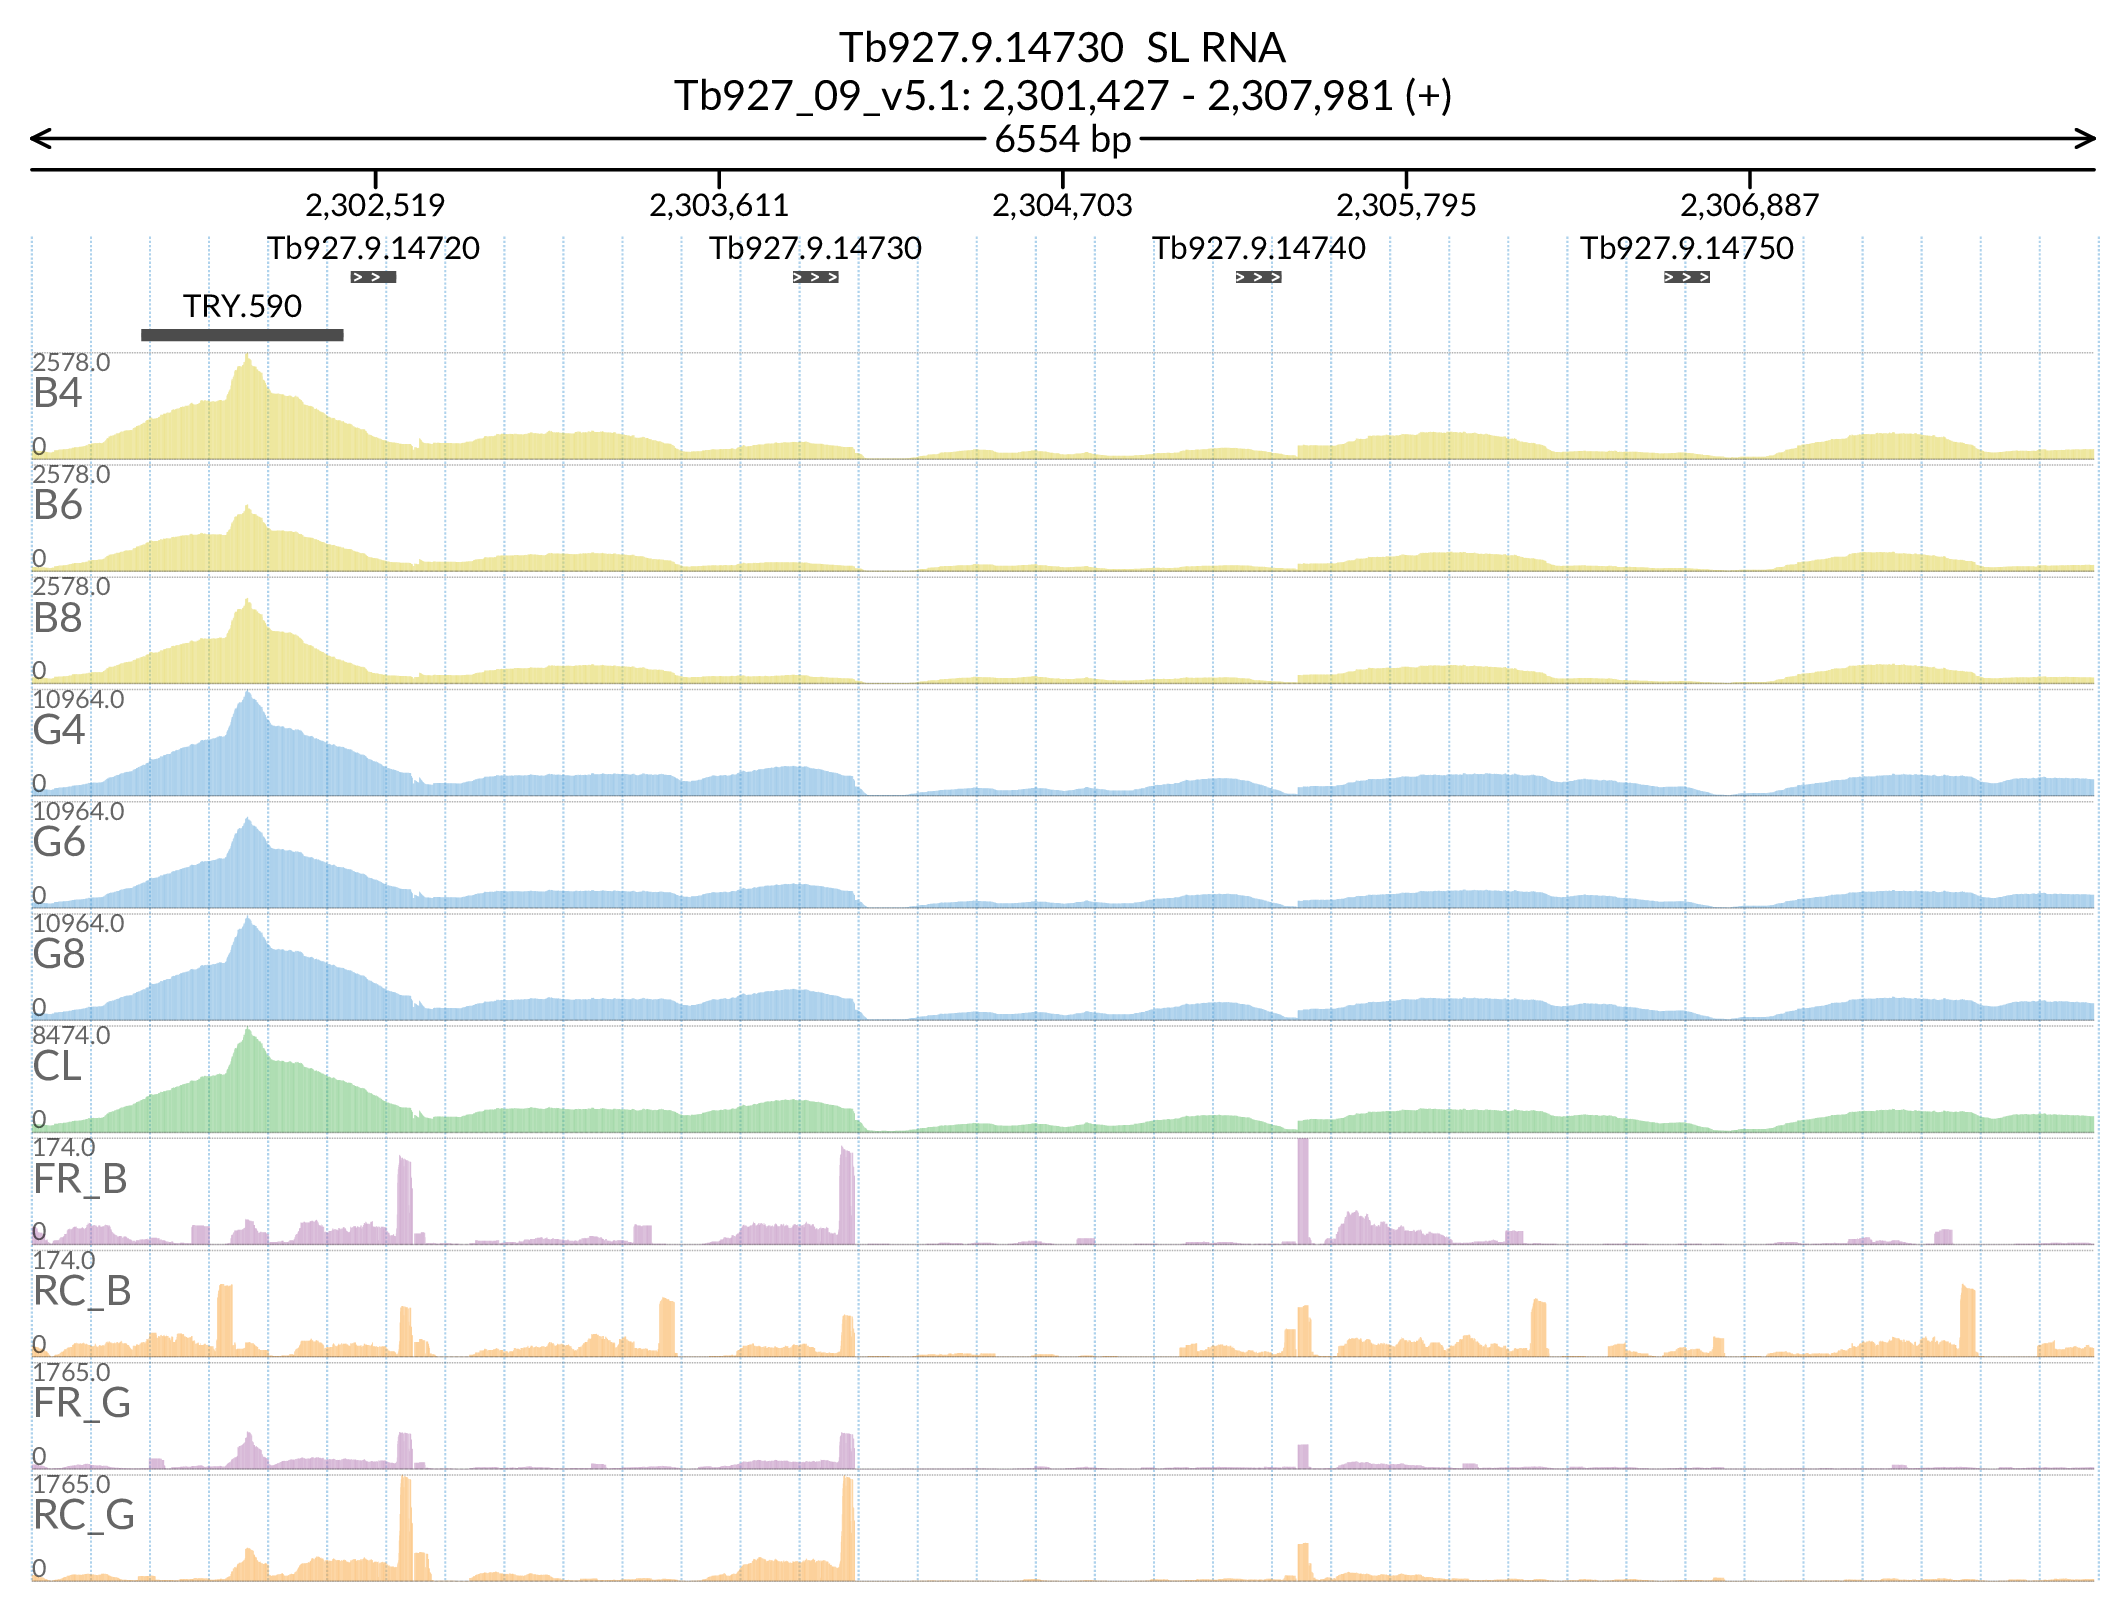 Tb927.9.14730 SL RNA
Tb927_09_v5.1: 2,301,427 - 2,307,981 (+)
6554 bp
2,302,519 2,303,611 2,304,703 2,305,795 2,306,887
Tb927.9.14720 Tb927.9.14730 Tb927.9.14740 Tb927.9.14750
TRY.590
2578.0
B4
0
2578.0
B6
0
2578.0
B8
0
10964.0
G4
0
10964.0
G6
0
10964.0
G8
0
8474.0
CL
0
174.0
FR_B
0
174.0
RC_B
0
1765.0
FR_G
0
1765.0
RC_G
0